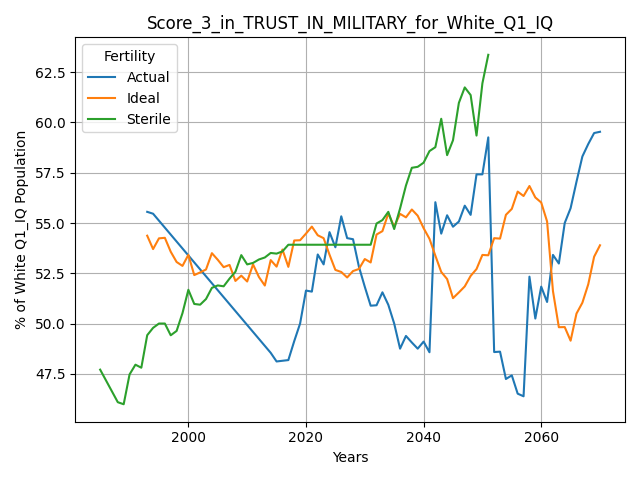 Score_3_in_TRUST_IN_MILITARY_for_White_Q1_IQ
Fertility
Actual
Ideal
Sterile
% of White Q1_IQ Population
62.5
60.0
57.5
55.0
52.5
50.0
47.5
2000
2020
2040
2060
Years